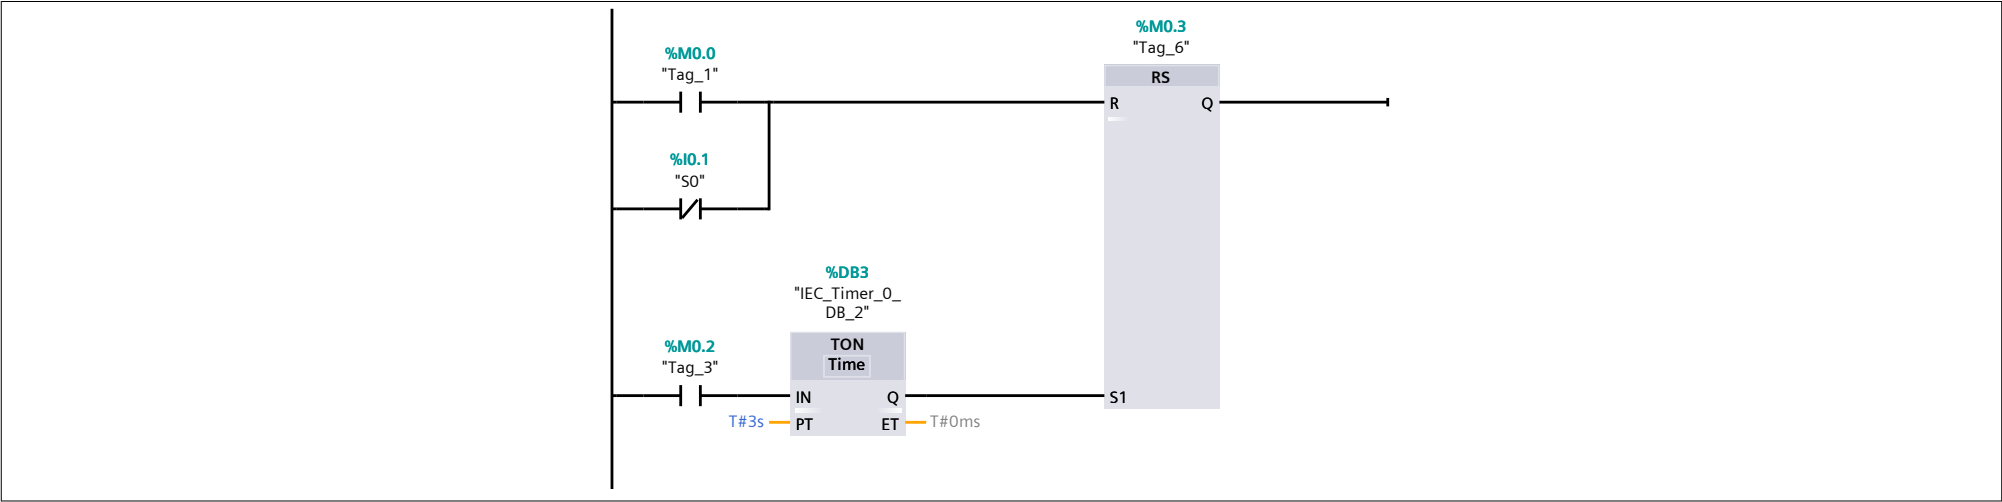 %M0.3
"Tag_6"
%M0.0
"Tag_1"
RS
R
Q
%I0.1
"S0"
%DB3
"IEC_Timer_0_
DB_2"
%M0.2
"Tag_3"
TON
Time
IN
Q
S1
T#3s
PT
ET
T#0ms